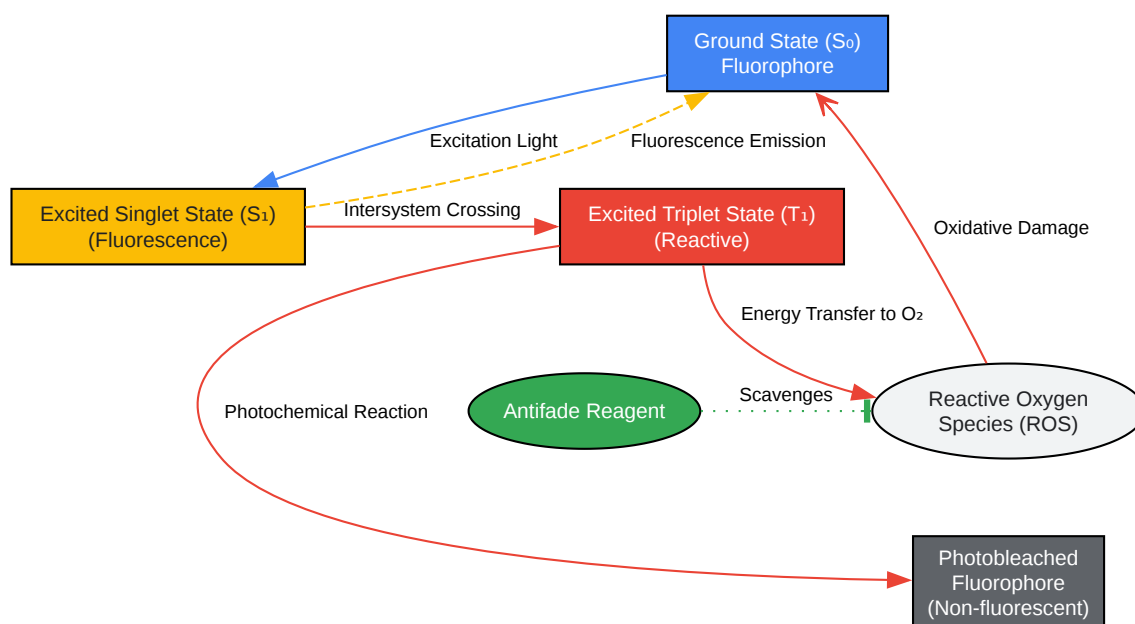 Ground State (S₀)
Fluorophore
Excitation Light
Fluorescence Emission
Excited Singlet State (S₁)
(Fluorescence)
Intersystem Crossing
Excited Triplet State (T₁)
(Reactive)
Oxidative Damage
Energy Transfer to O₂
Photochemical Reaction
Antifade Reagent
Scavenges
Reactive Oxygen
Species (ROS)
Photobleached
Fluorophore
(Non-fluorescent)